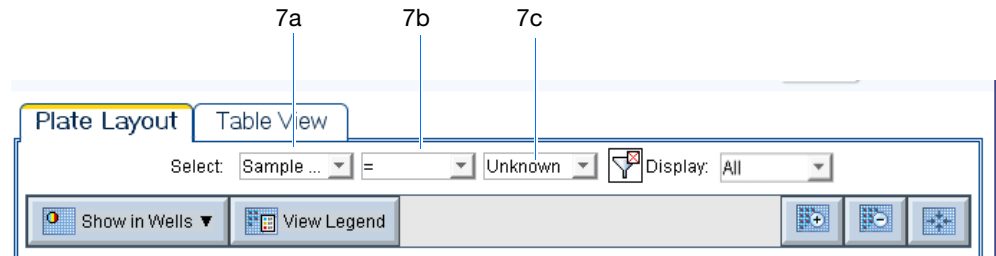 7a 7b 7c
Plate Layout Table View
Select: Sample ... = Unknown Display: All
Show in Wells ▼ View Legend